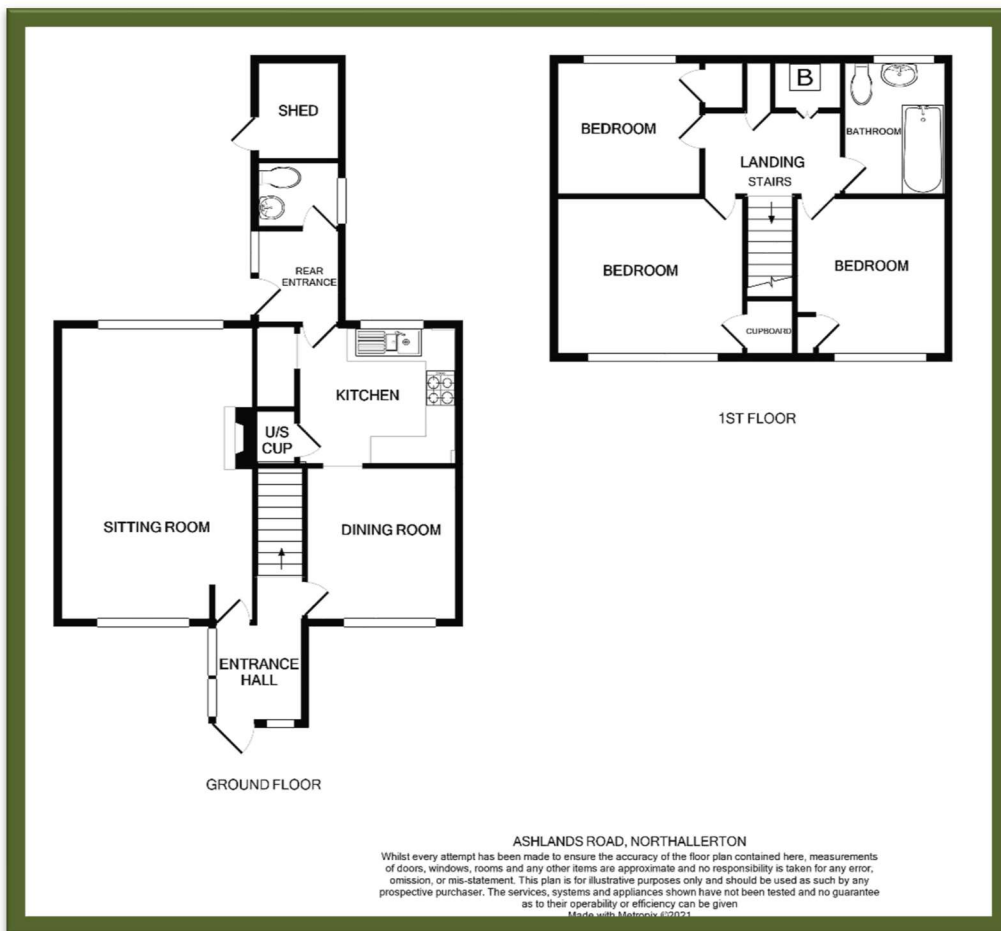 SHED
REAR
ENTRANCE
KITCHEN
U/S
CUP
SITTING ROOM
DINING ROOM
ENTRANCE
HALL
GROUND FLOOR
BEDROOM
B
BATHROOM
LANDING
STAIRS
BEDROOM
BEDROOM
CUPBOARD
1ST FLOOR
ASHLANDS ROAD, NORTHALLERTON
Whilst every attempt has been made to ensure the accuracy of the floor plan contained here, measurements
of doors, windows, rooms and any other items are approximate and no responsibility is taken for any error,
omission, or mis-statement. This plan is for illustrative purposes only and should be used as such by any
prospective purchaser. The services, systems and appliances shown have not been tested and no guarantee
as to their operability or efficiency can be given
Made with Metropix ©2021